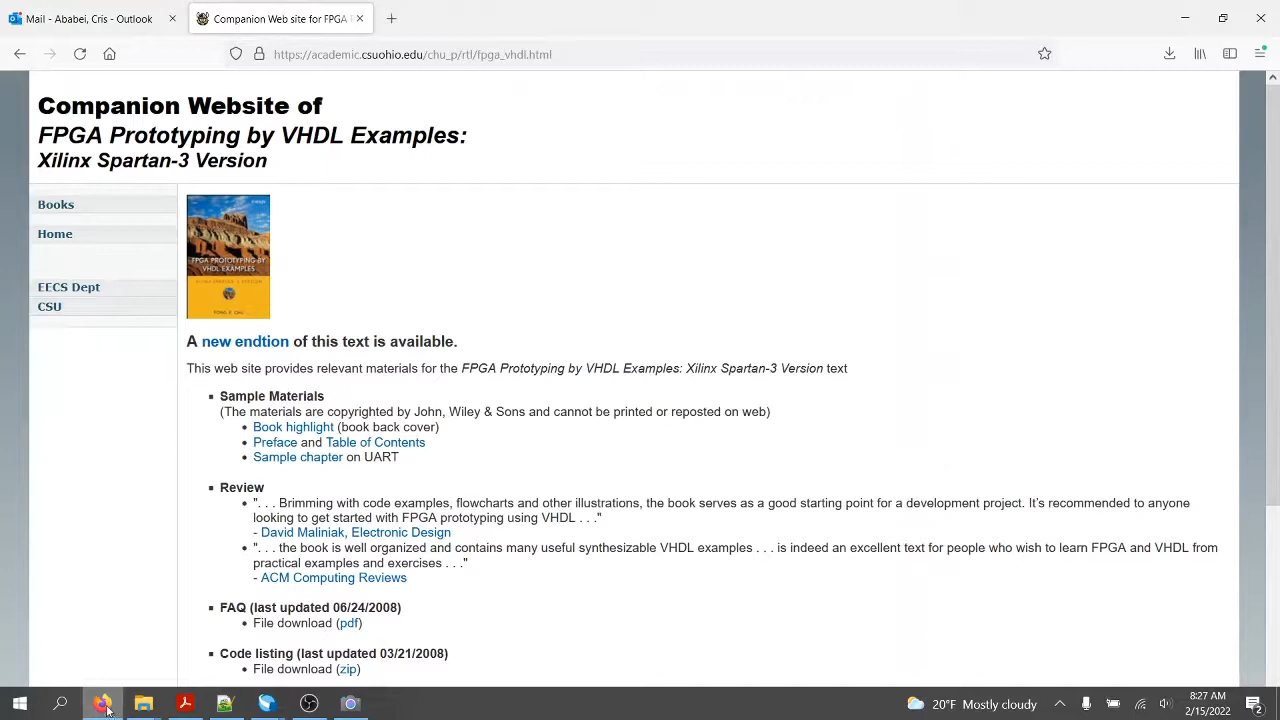 Mail - Ababei, Cris - Outlook
Companion Web site for FPGA
https://academic.csuohio.edu/chu_p/rtl/fpga_vhdl.html
Companion Website of
FPGA Prototyping by VHDL Examples:
Xilinx Spartan-3 Version
Books
Home
EECS Dept
CSU
FPGA PROTOTYPING BY
VHDL EXAMPLES
A new endtion of this text is available.
This web site provides relevant materials for the FPGA Prototyping by VHDL Examples: Xilinx Spartan-3 Version text
Sample Materials
(The materials are copyrighted by John, Wiley & Sons and cannot be printed or reposted on web)
Book highlight (book back cover)
Preface and Table of Contents
Sample chapter on UART
Review
". . . Brimming with code examples, flowcharts and other illustrations, the book serves as a good starting point for a development project. It’s recommended to anyone
looking to get started with FPGA prototyping using VHDL . . ."
- David Maliniak, Electronic Design
". . . the book is well organized and contains many useful synthesizable VHDL examples . . . is indeed an excellent text for people who wish to learn FPGA and VHDL from
practical examples and exercises . . ."
- ACM Computing Reviews
FAQ (last updated 06/24/2008)
File download (pdf)
Code listing (last updated 03/21/2008)
File download (zip)
20°F Mostly cloudy
8:27 AM
2/15/2022